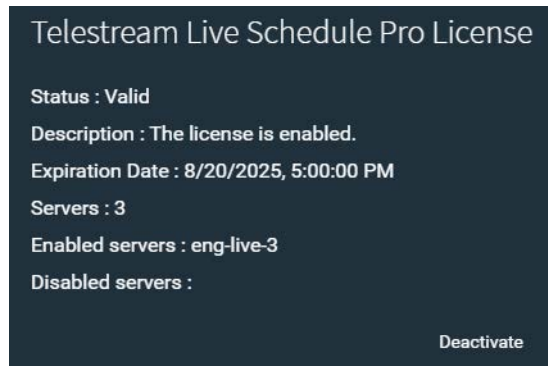 Telestream Live Schedule Pro License
Status : Valid
Description : The license is enabled.
Expiration Date : 8/20/2025, 5:00:00 PM
Servers : 3
Enabled servers : eng-live-3
Disabled servers :
Deactivate